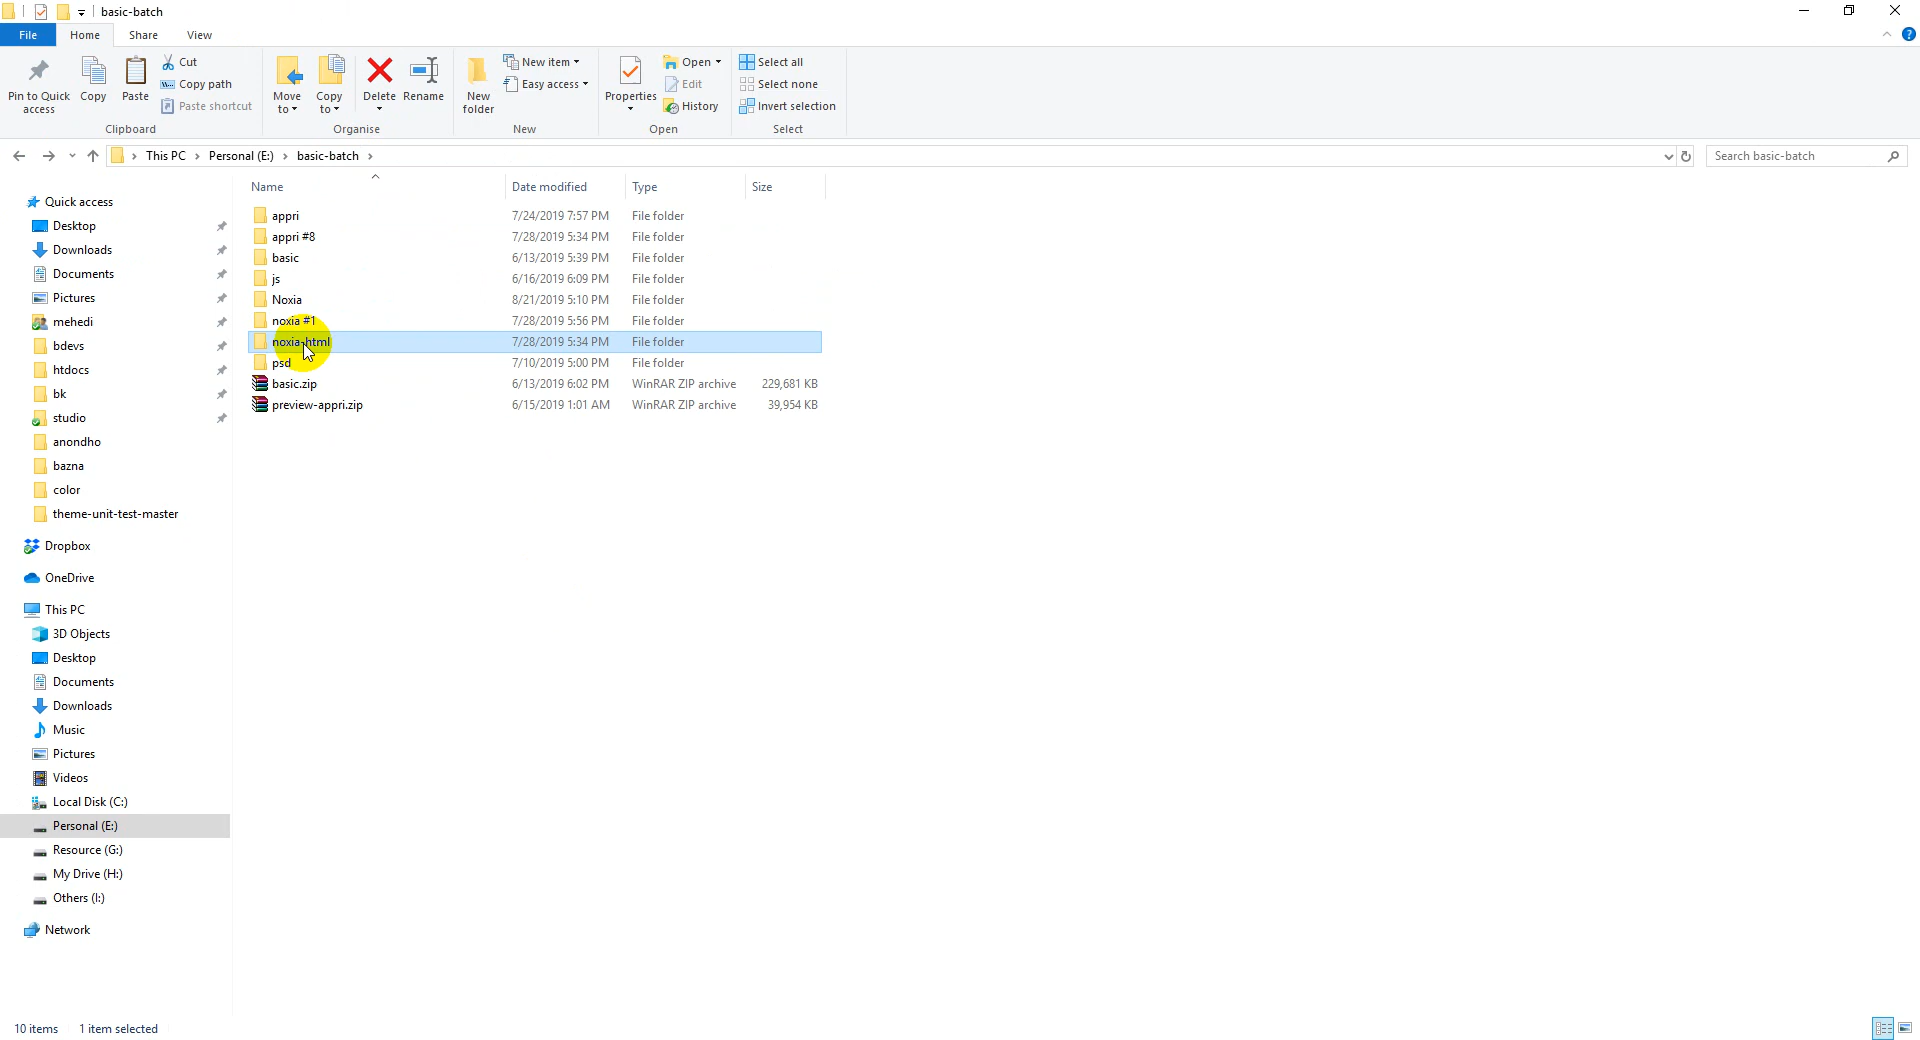 basic-batch
File Home Share View
Pin to Quick access
Copy
Paste
Cut
Copy path
Paste shortcut
Clipboard
Move to
Copy to
Delete
Rename
Organise
New folder
New item
Easy access
New
Properties
Open
Edit
History
Open
Select all
Select none
Invert selection
Select
This PC > Personal (E:) > basic-batch >
Search basic-batch
Name Date modified Type Size
appri 7/24/2019 7:57 PM File folder
appri #8 7/28/2019 5:34 PM File folder
basic 6/13/2019 5:39 PM File folder
js 6/16/2019 6:09 PM File folder
Noxia 8/21/2019 5:10 PM File folder
noxia #1 7/28/2019 5:56 PM File folder
noxia-html 7/28/2019 5:34 PM File folder
psd 7/10/2019 5:00 PM File folder
basic.zip 6/13/2019 6:02 PM WinRAR ZIP archive 229,681 KB
preview-appri.zip 6/15/2019 1:01 AM WinRAR ZIP archive 39,954 KB
Quick access
Desktop
Downloads
Documents
Pictures
mehedi
bdevs
htdocs
bk
studio
anondho
bazna
color
theme-unit-test-master
Dropbox
OneDrive
This PC
3D Objects
Desktop
Documents
Downloads
Music
Pictures
Videos
Local Disk (C:)
Personal (E:)
Resource (G:)
My Drive (H:)
Others (I:)
Network
10 items 1 item selected